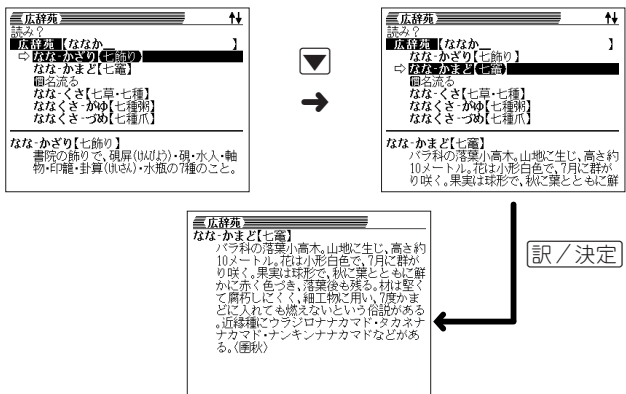 広辞苑
読み?
広辞苑【ななか 】
⇨なな‐かざり【七飾り】
なな‐かまど【七竈】
個名流る
なな‐くさ【七草・七種】
ななくさ‐がゆ【七種粥】
ななくさ‐づめ【七種爪】
なな‐かざり【七飾り】
書院の飾りで、硯屏(けんびょう)・硯・水入・軸
物・印籠・卦算(けいさん)・水瓶の7種のこと。
▼
広辞苑
読み?
広辞苑【ななか 】
なな‐かざり【七飾り】
⇨なな‐かまど【七竈】
個名流る
なな‐くさ【七草・七種】
ななくさ‐がゆ【七種粥】
ななくさ‐づめ【七種爪】
なな‐かまど【七竈】
バラ科の落葉小高木。山地に生じ、高さ約
10メートル。花は小形白色で、7月に群が
り咲く。果実は球形で、秋に葉とともに鮮
訳/決定
広辞苑
なな‐かまど【七竈】
バラ科の落葉小高木。山地に生じ、高さ約
10メートル。花は小形白色で、7月に群が
り咲く。果実は球形で、秋に葉とともに鮮
かに赤く色づき、落葉後も残る。材は堅く
て腐朽しにくく、細工物に用い、7度かま
どに入れても燃えないという俗説がある
。近縁種にウラジロナナカマド・タカネナ
ナカマド・ナンキンナナカマドなどがあ
る。〈季秋〉